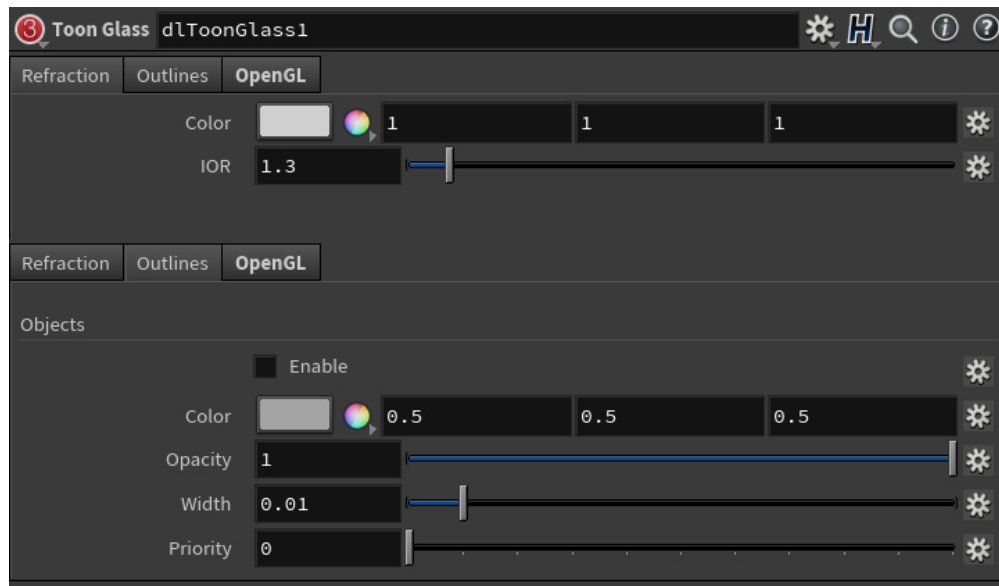 3 Toon Glass dlToonGlass1 H i ?
Refraction Outlines OpenGL
Color 1 1 1
IOR 1.3
Refraction Outlines OpenGL
Objects
Enable
Color 0.5 0.5 0.5
Opacity 1
Width 0.01
Priority 0